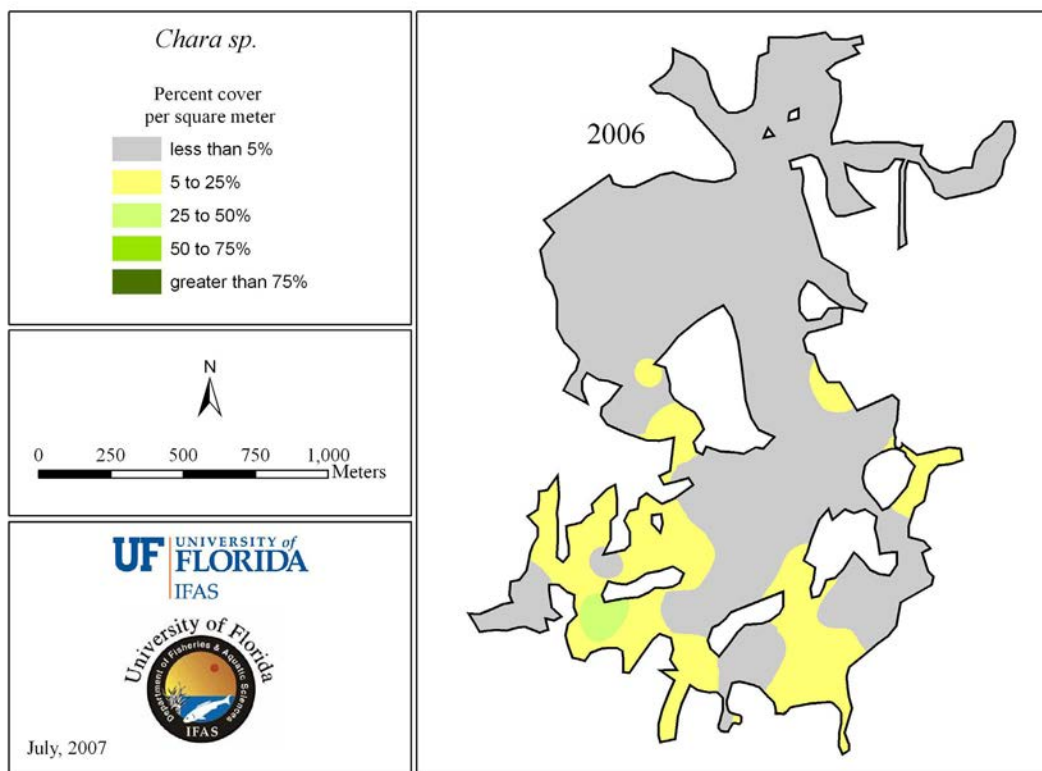 Chara sp.
Percent cover
per square meter
less than 5%
5 to 25%
25 to 50%
50 to 75%
greater than 75%
N
0 250 500 750 1,000
Meters
UF UNIVERSITY of
FLORIDA
IFAS
University of Florida
Department of Fisheries & Aquatic Sciences
IFAS
July, 2007
2006